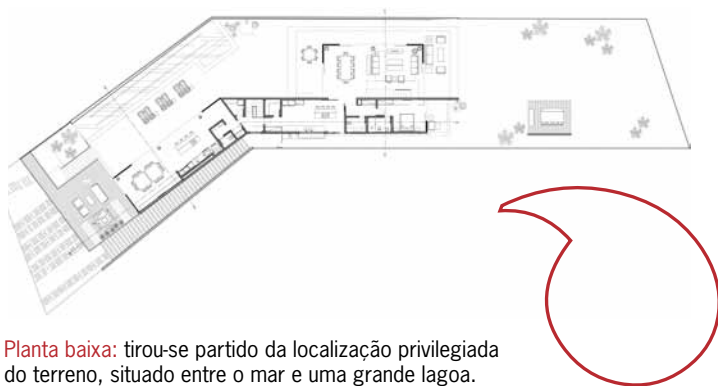 Planta baixa: tirou-se partido da localização privilegiada
do terreno, situado entre o mar e uma grande lagoa.